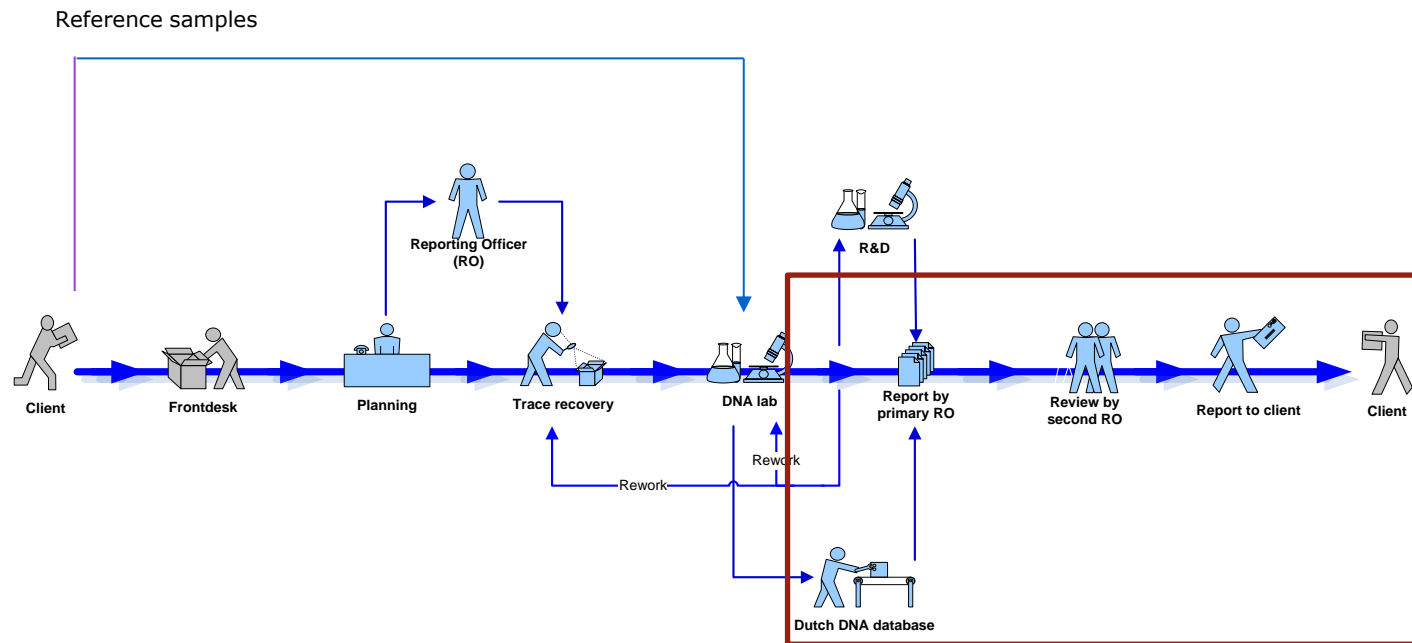 Reference samples
Reporting Officer
(RO)
R&D
Client
Frontdesk
Planning
Trace recovery
DNA lab
Report by
primary RO
Review by
second RO
Report to client
Client
Rework
Rework
Dutch DNA database